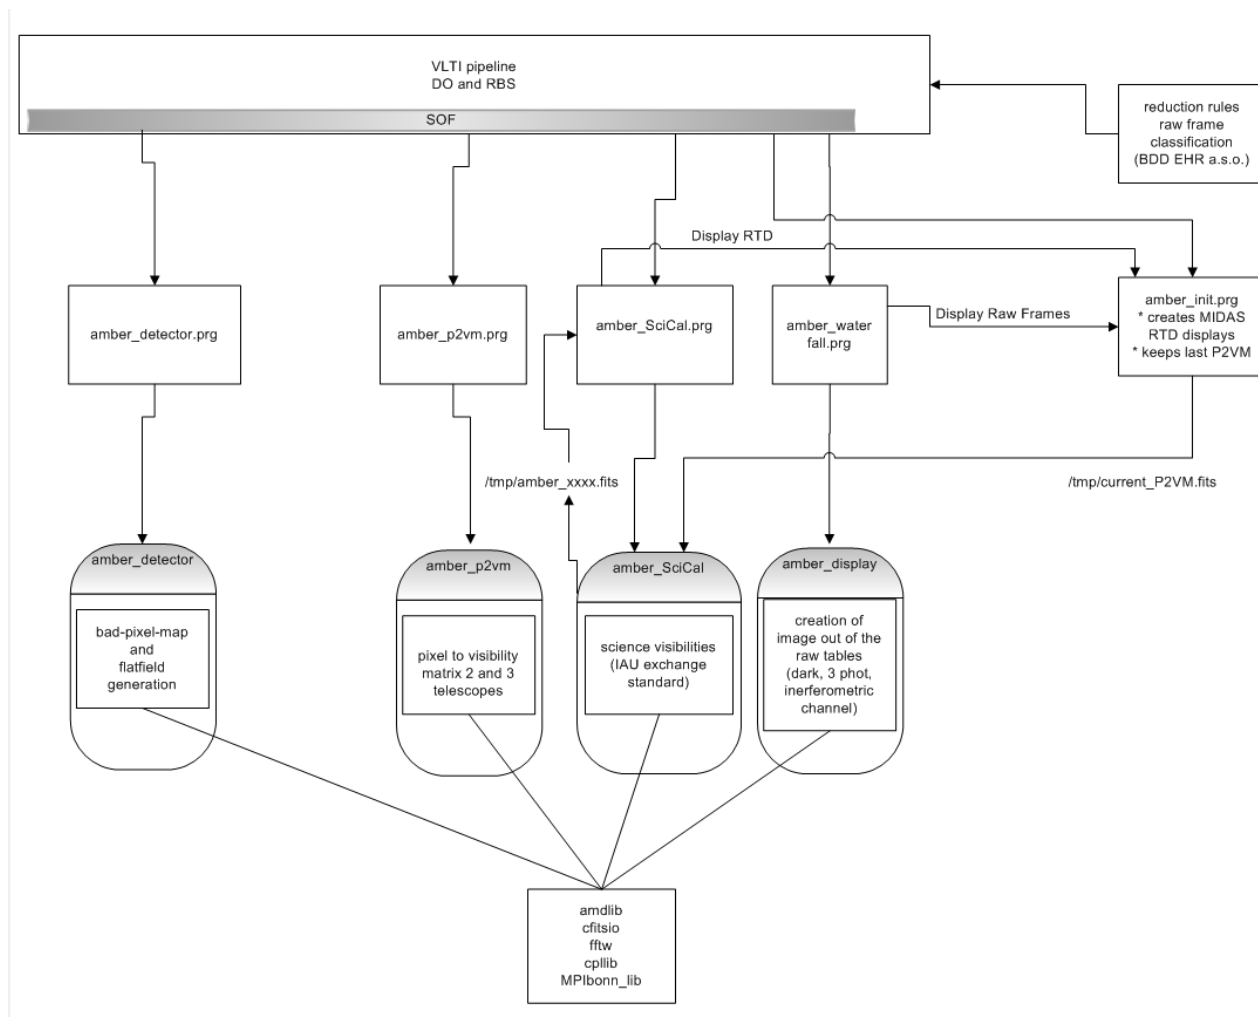 VLTI pipeline
DO and RBS
SOF
reduction rules
raw frame
classification
(BDD EHR a.s.o.)
Display RTD
amber_detector.prg
amber_p2vm.prg
amber_SciCal.prg
amber_water
fall.prg
Display Raw Frames
amber_init.prg
* creates MIDAS
RTD displays
* keeps last P2VM
/tmp/amber_xxxx.fits
/tmp/current_P2VM.fits
amber_detector
bad-pixel-map
and
flatfield
generation
amber_p2vm
pixel to visibility
matrix 2 and 3
telescopes
amber_SciCal
science visibilities
(IAU exchange
standard)
amber_display
creation of
image out of the
raw tables
(dark, 3 phot,
inerferometric
channel)
amdlib
cfitsio
fftw
cpllib
MPIbonn_lib